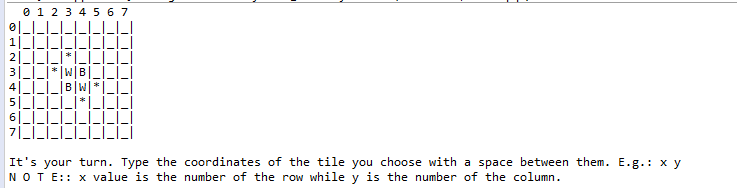 0 1 2 3 4 5 6 7
0|_|_|_|_|_|_|_|_|
1|_|_|_|_|_|_|_|_|
2|_|_|_|*|_|_|_|_|
3|_|_|*|W|B|_|_|_|
4|_|_|_|B|W|*|_|_|
5|_|_|_|_|*|_|_|_|
6|_|_|_|_|_|_|_|_|
7|_|_|_|_|_|_|_|_|
It's your turn. Type the coordinates of the tile you choose with a space between them. E.g.: x y
N O T E:: x value is the number of the row while y is the number of the column.